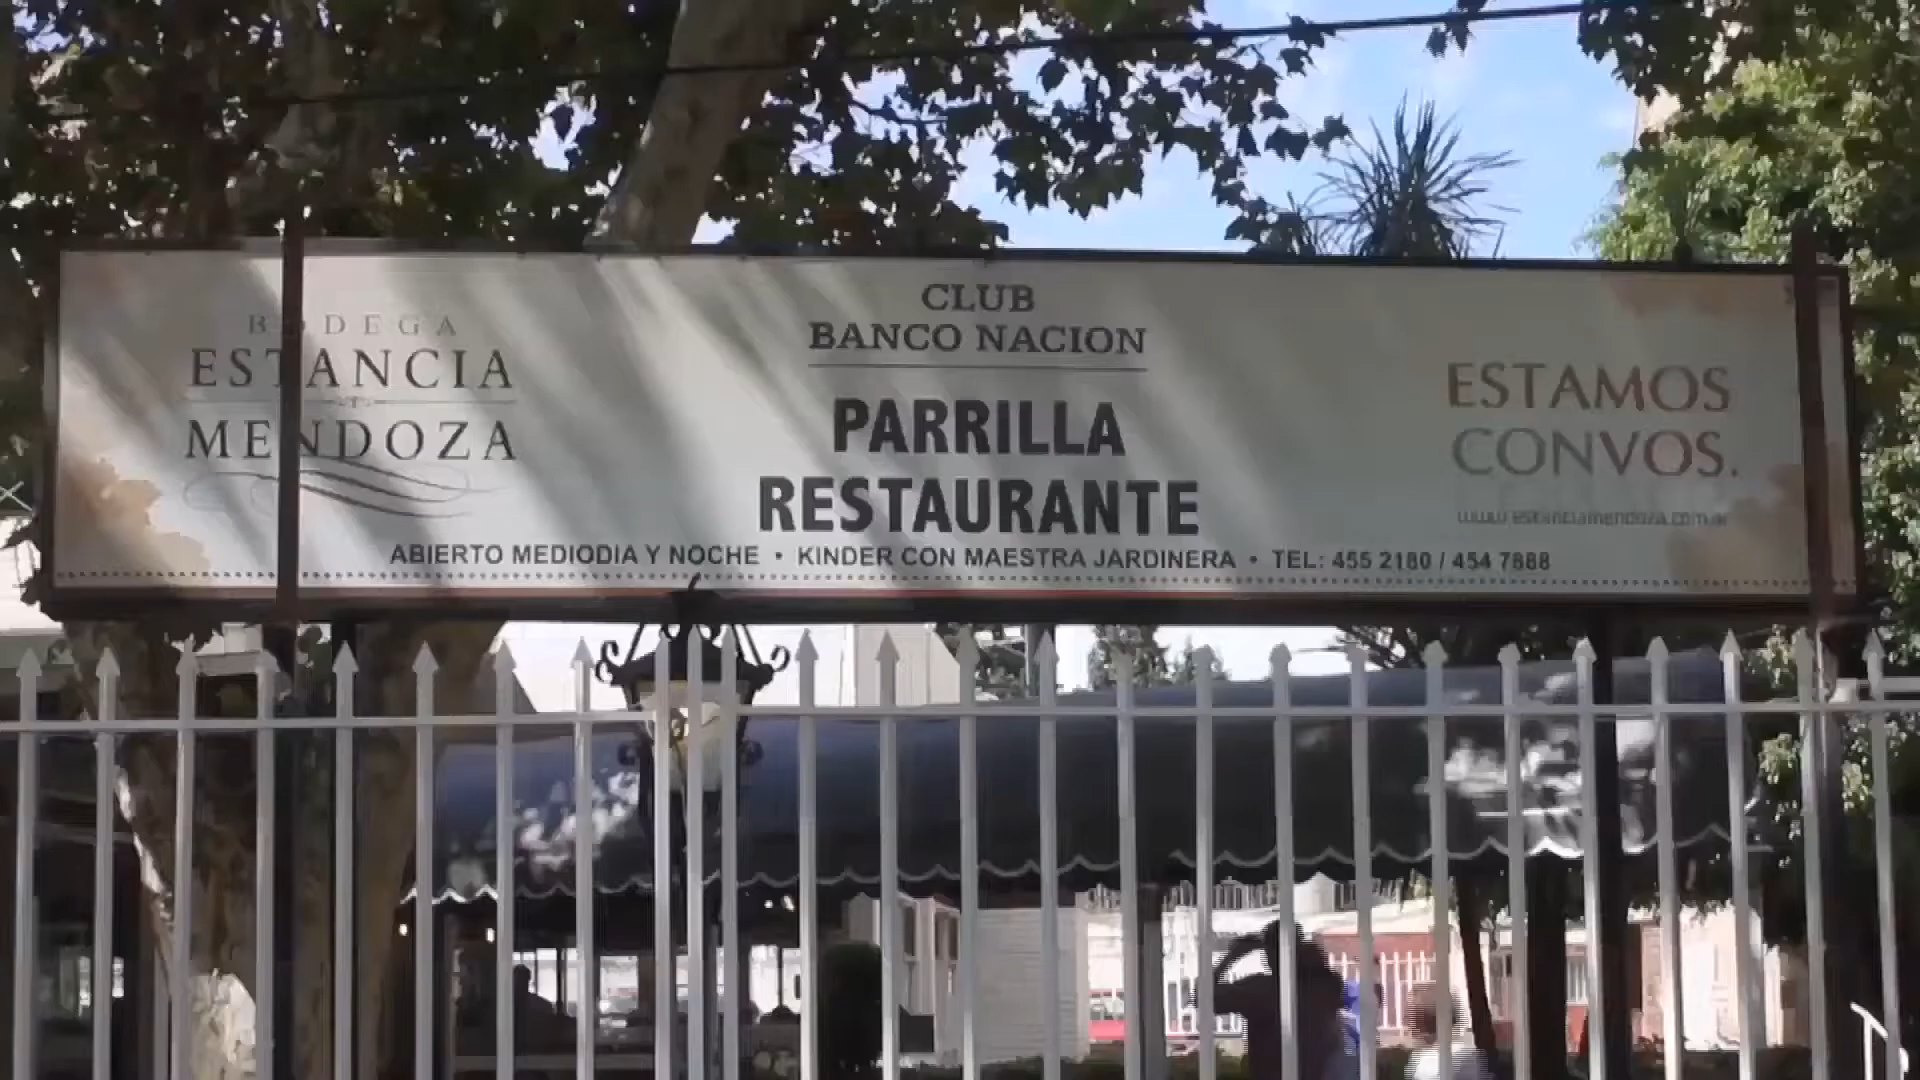 BODEGA
ESTANCIA
MENDOZA
CLUB
BANCO NACION
PARRILLA
RESTAURANTE
ESTAMOS
CONVOS.
www.estanciamendoza.com.ar
ABIERTO MEDIODIA Y NOCHE • KINDER CON MAESTRA JARDINERA • TEL: 455 2180 / 454 7888